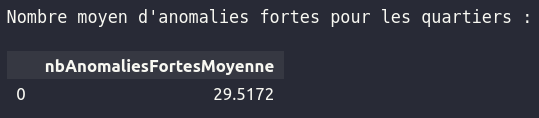 Nombre moyen d'anomalies fortes pour les quartiers :
nbAnomaliesFortesMoyenne
0 29.5172